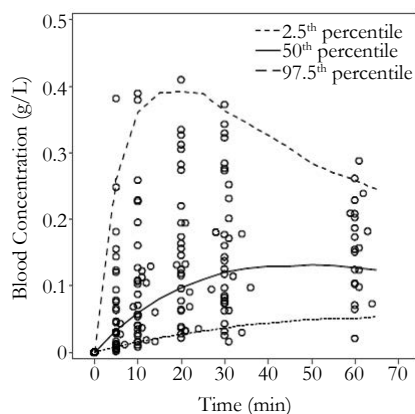 0.5
0.4
0.3
0.2
0.1
0
Blood Concentration (g/L)
2.5th percentile
50th percentile
97.5th percentile
0
10
20
30
40
50
60
70
Time (min)